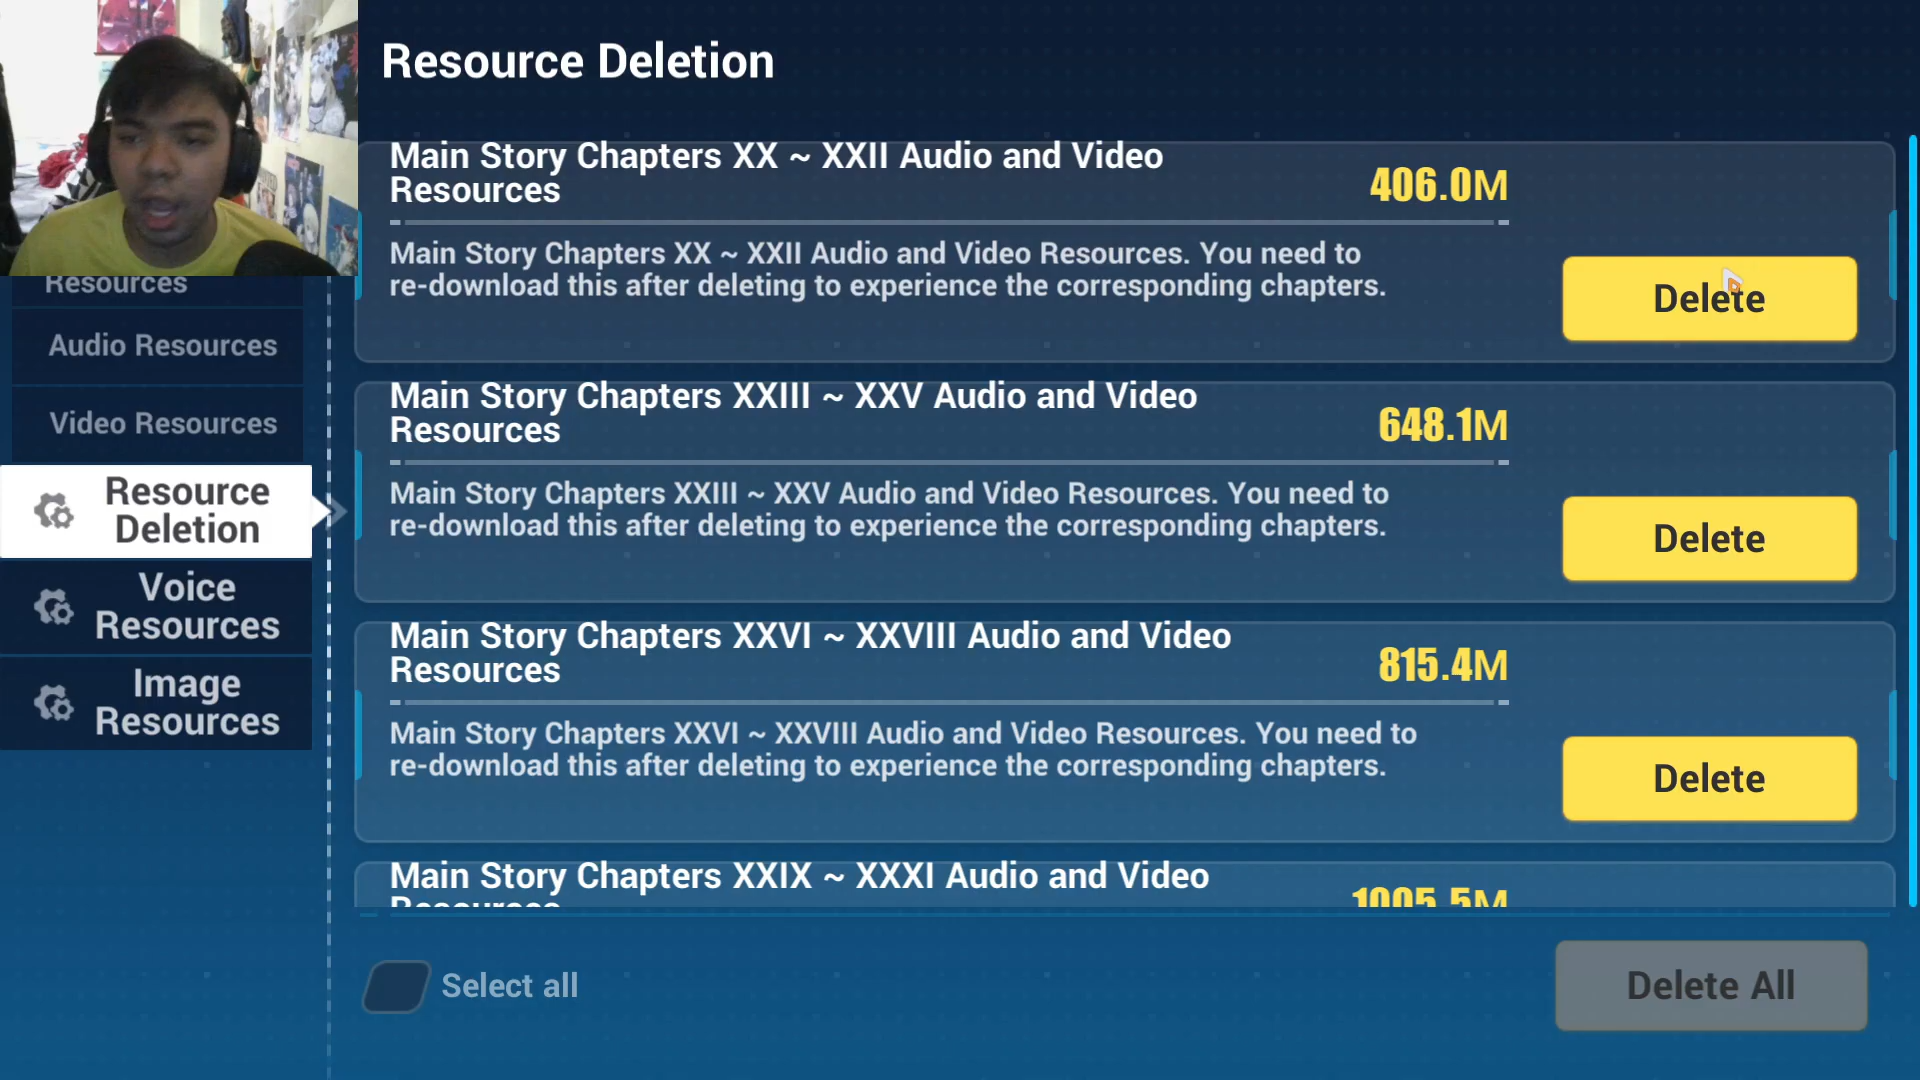 Resource Deletion
Main Story Chapters XX ~ XXII Audio and Video
Resources
406.0M
Main Story Chapters XX ~ XXII Audio and Video Resources. You need to
re-download this after deleting to experience the corresponding chapters.
Delete
Main Story Chapters XXIII ~ XXV Audio and Video
Resources
648.1M
Main Story Chapters XXIII ~ XXV Audio and Video Resources. You need to
re-download this after deleting to experience the corresponding chapters.
Delete
Main Story Chapters XXVI ~ XXVIII Audio and Video
Resources
815.4M
Main Story Chapters XXVI ~ XXVIII Audio and Video Resources. You need to
re-download this after deleting to experience the corresponding chapters.
Delete
Main Story Chapters XXIX ~ XXXI Audio and Video
Resources
1005.5M
Resources
Audio Resources
Video Resources
Resource
Deletion
Voice
Resources
Image
Resources
Select all
Delete All